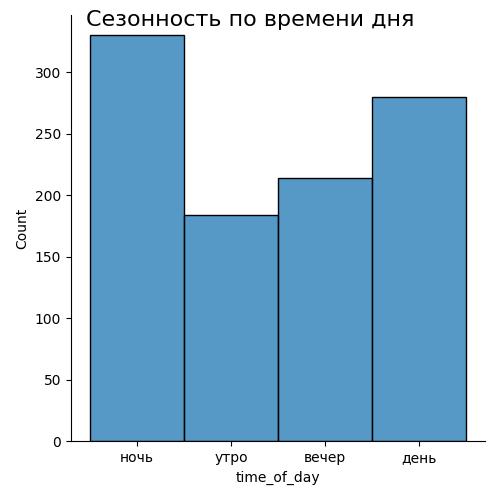 Сезонность по времени дня
Count
300
250
200
150
100
50
0
ночь
утро
вечер
день
time_of_day